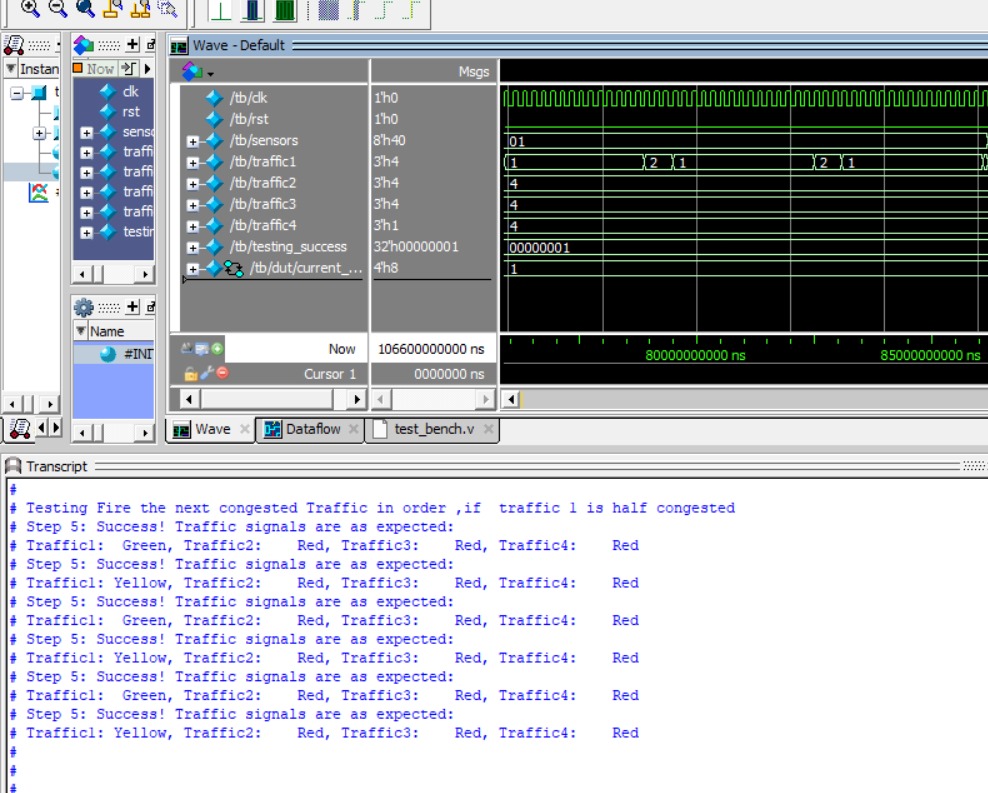 Wave - Default
Instan
Now
Msgs
clk
rst
senso
traffi
traffi
traffi
traffi
testin
/tb/clk 1'h0
/tb/rst 1'h0
/tb/sensors 8'h40 01
/tb/traffic1 3'h4 1 2 1 2 1
/tb/traffic2 3'h4 4
/tb/traffic3 3'h4 4
/tb/traffic4 3'h1 4
/tb/testing_success 32'h00000001 00000001
/tb/dut/current_... 4'h8 1
Name
#INI
Now 106600000000 ns 80000000000 ns 85000000000 ns
Cursor 1 0000000 ns
Wave Dataflow test_bench.v
Transcript
#
# Testing Fire the next congested Traffic in order ,if  traffic 1 is half congested
# Step 5: Success! Traffic signals are as expected:
# Traffic1:  Green, Traffic2:    Red, Traffic3:    Red, Traffic4:    Red
# Step 5: Success! Traffic signals are as expected:
# Traffic1: Yellow, Traffic2:    Red, Traffic3:    Red, Traffic4:    Red
# Step 5: Success! Traffic signals are as expected:
# Traffic1:  Green, Traffic2:    Red, Traffic3:    Red, Traffic4:    Red
# Step 5: Success! Traffic signals are as expected:
# Traffic1: Yellow, Traffic2:    Red, Traffic3:    Red, Traffic4:    Red
# Step 5: Success! Traffic signals are as expected:
# Traffic1:  Green, Traffic2:    Red, Traffic3:    Red, Traffic4:    Red
# Step 5: Success! Traffic signals are as expected:
# Traffic1: Yellow, Traffic2:    Red, Traffic3:    Red, Traffic4:    Red
#
#
#